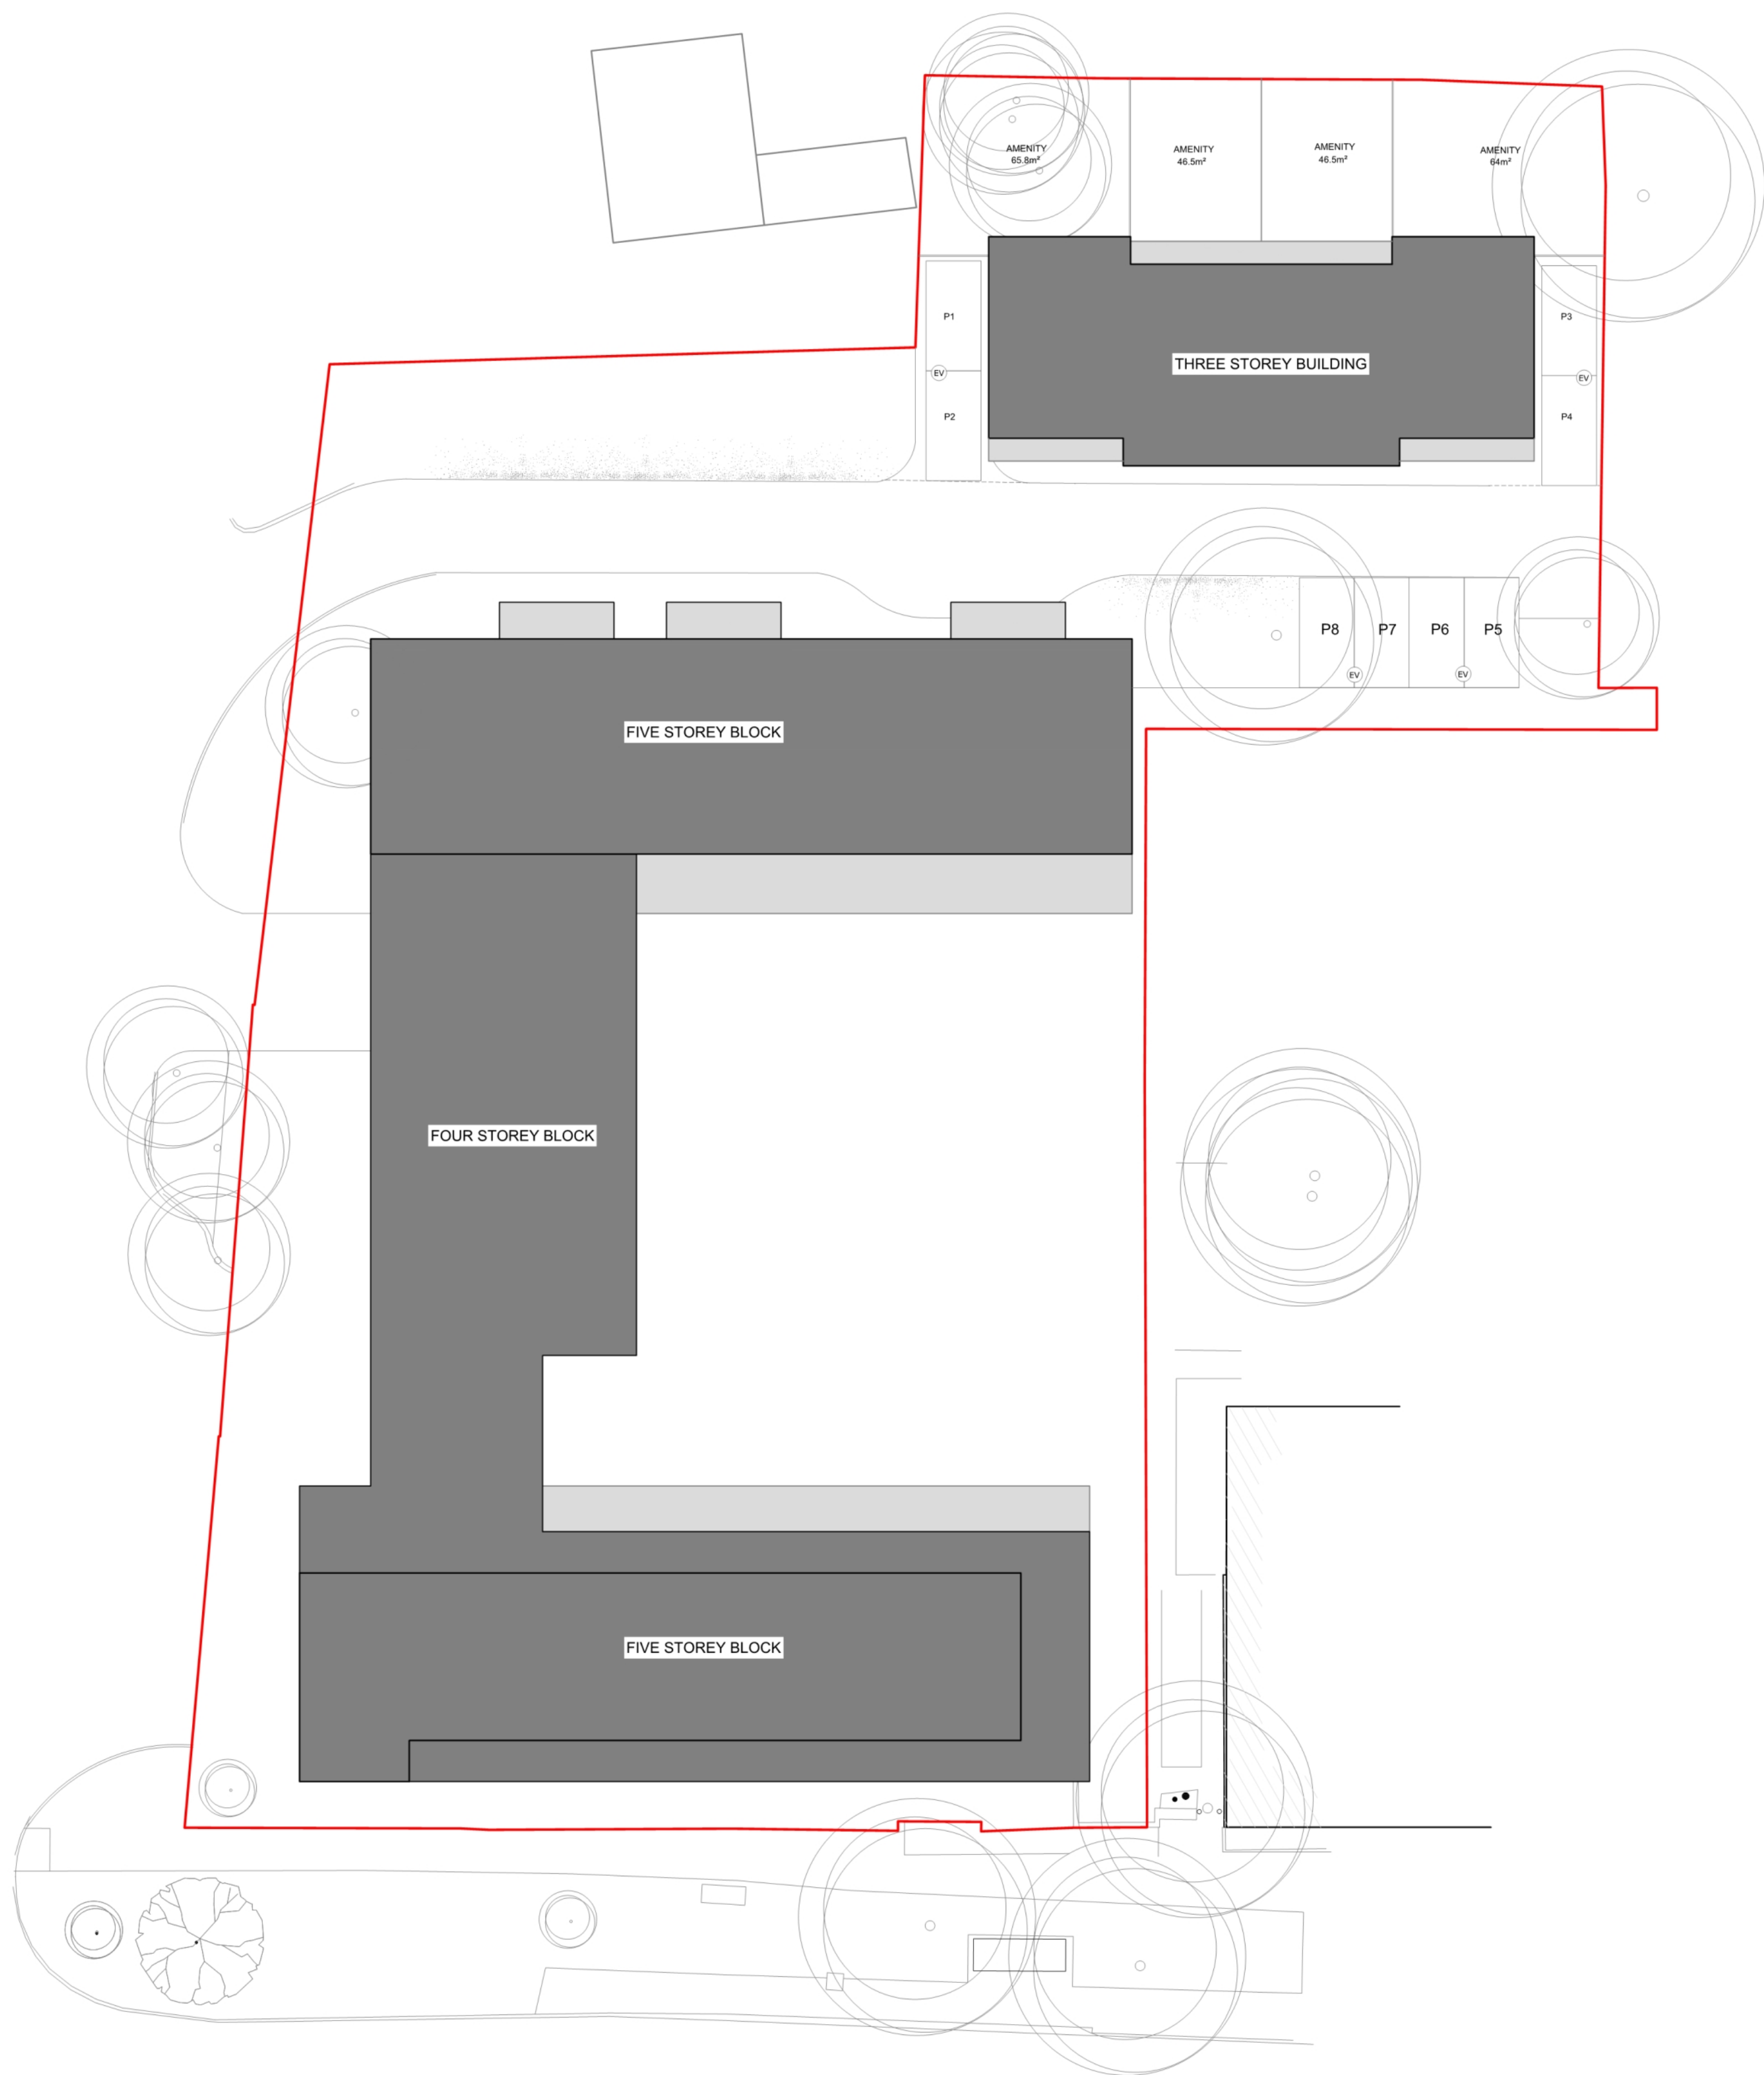 AMENITY
65.8m²
AMENITY
46.5m²
AMENITY
46.5m²
AMENITY
64m²
P1
EV
P2
THREE STOREY BUILDING
P3
EV
P4
P8
P7
P6
P5
EV
EV
FIVE STOREY BLOCK
FOUR STOREY BLOCK
FIVE STOREY BLOCK